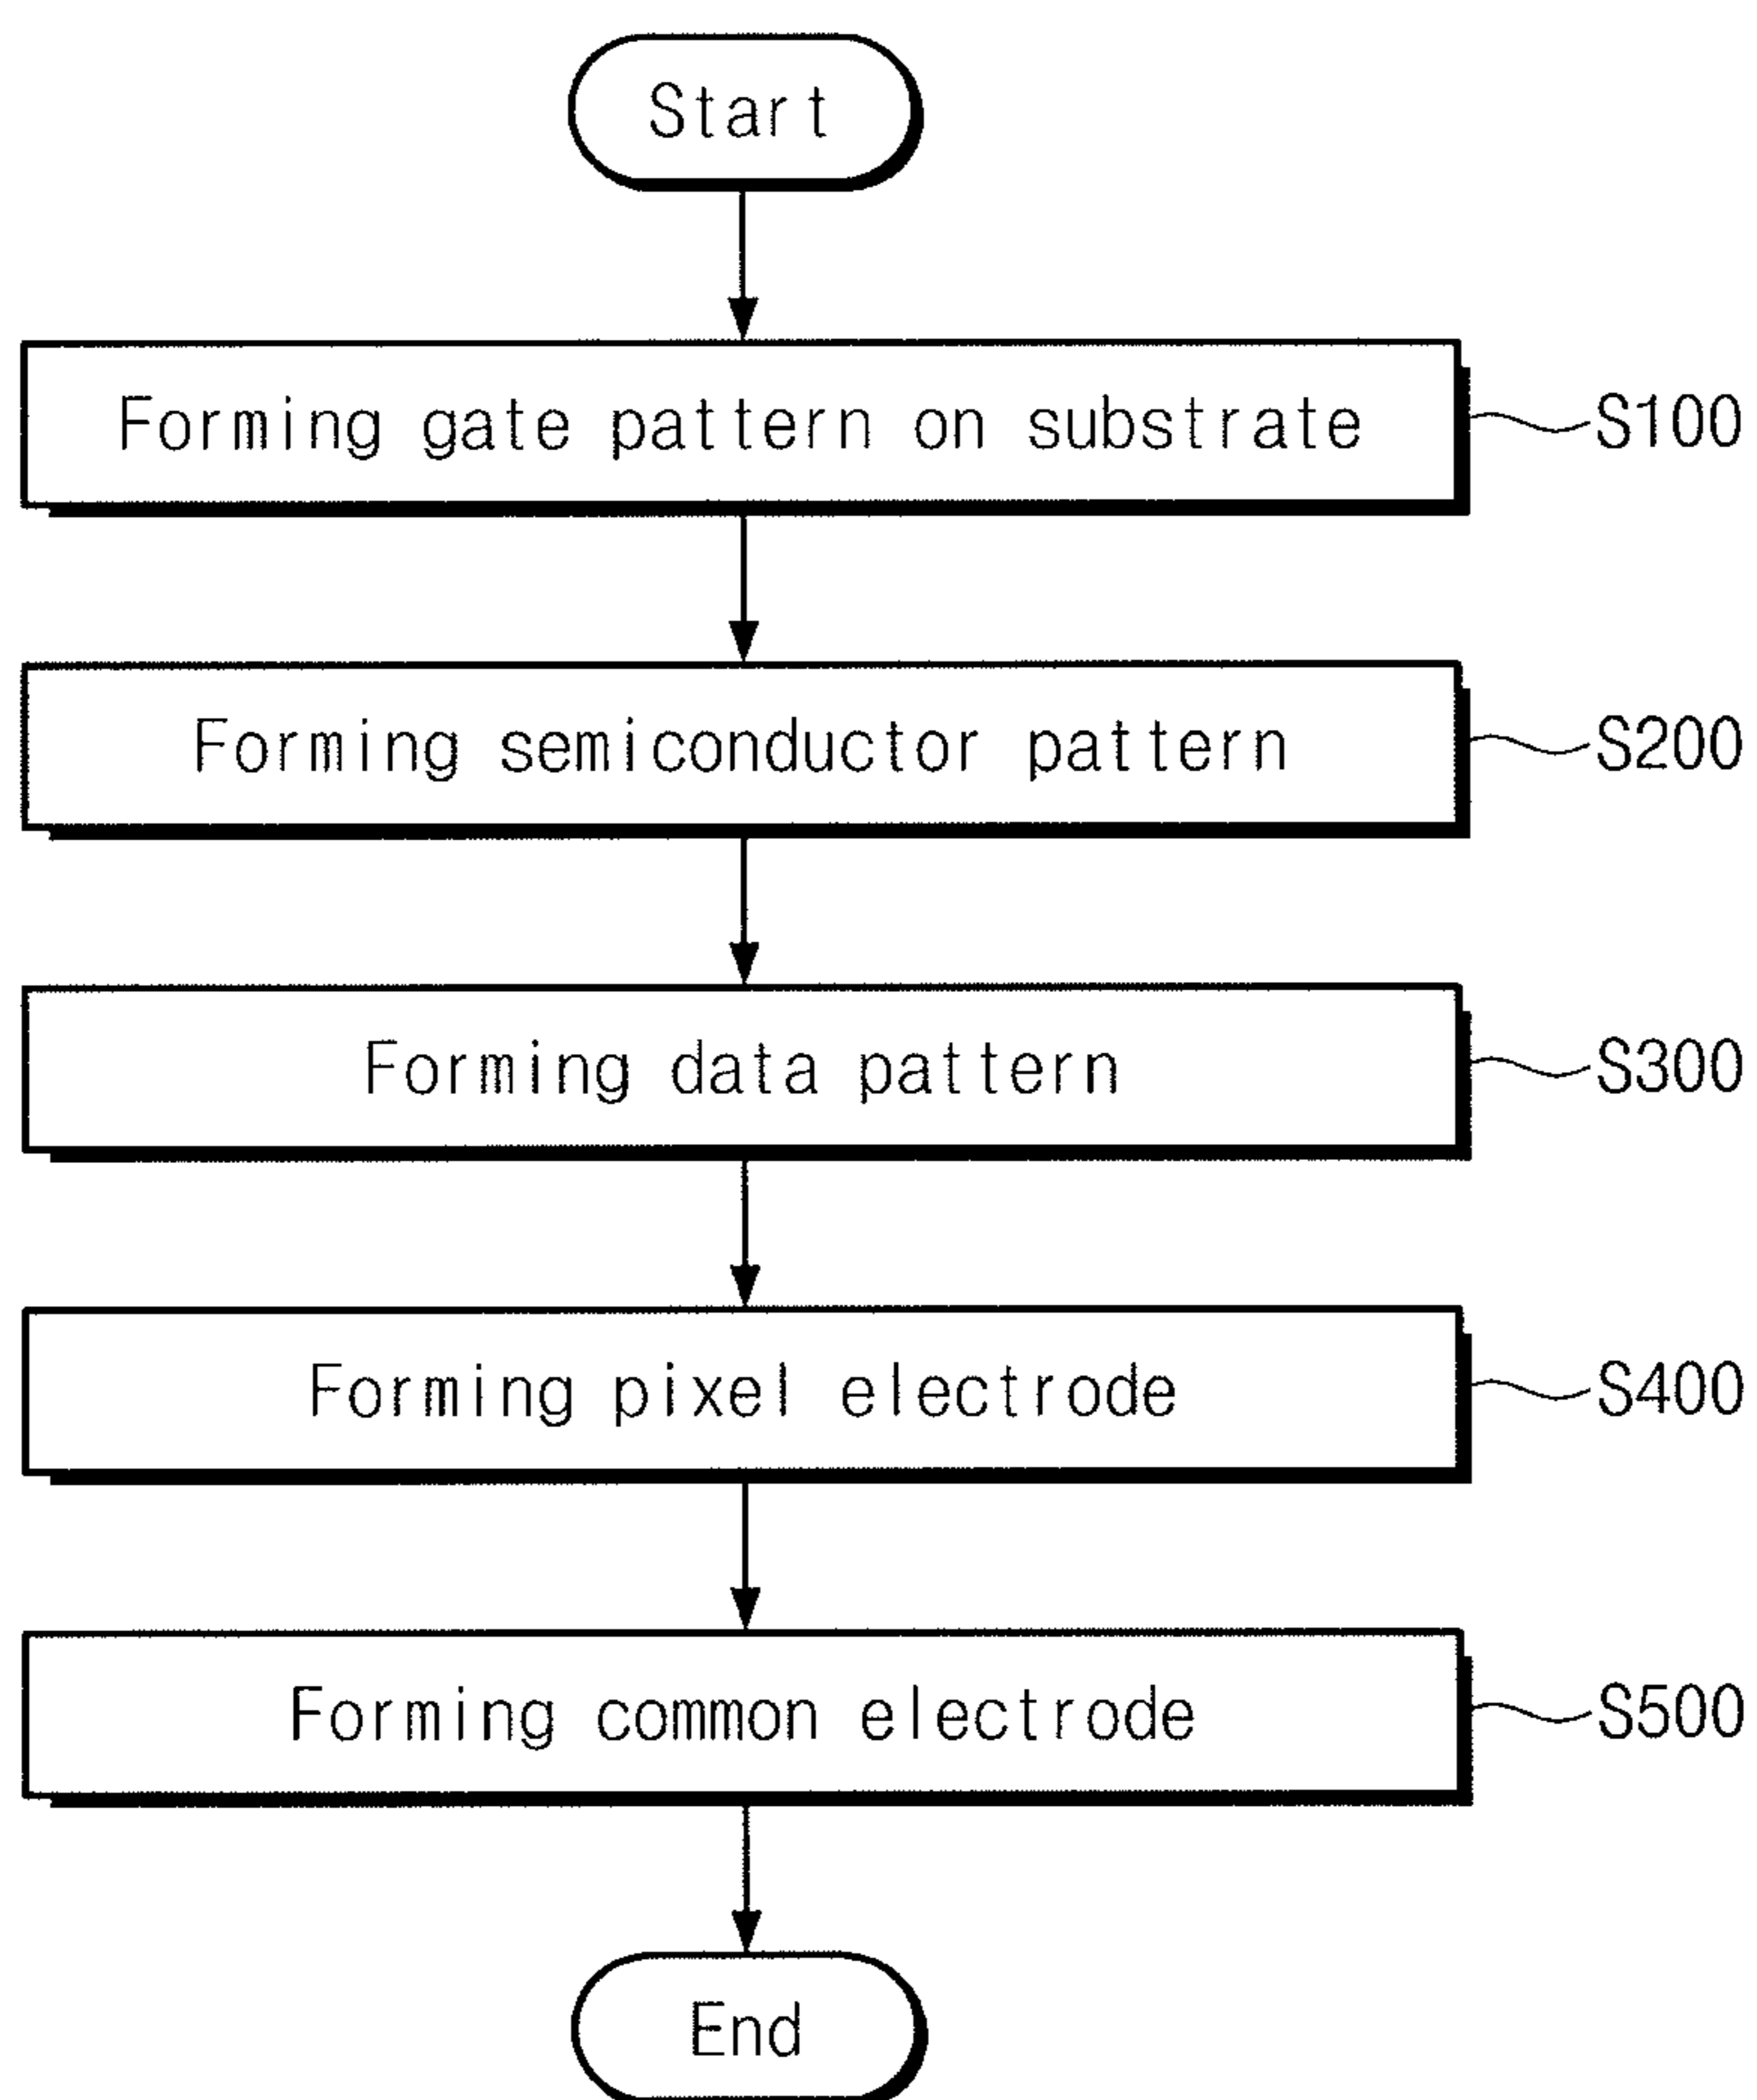 Start
Forming gate pattern on substrate
S100
Forming semiconductor pattern
S200
Forming data pattern
S300
Forming pixel electrode
S400
Forming common electrode
S500
End